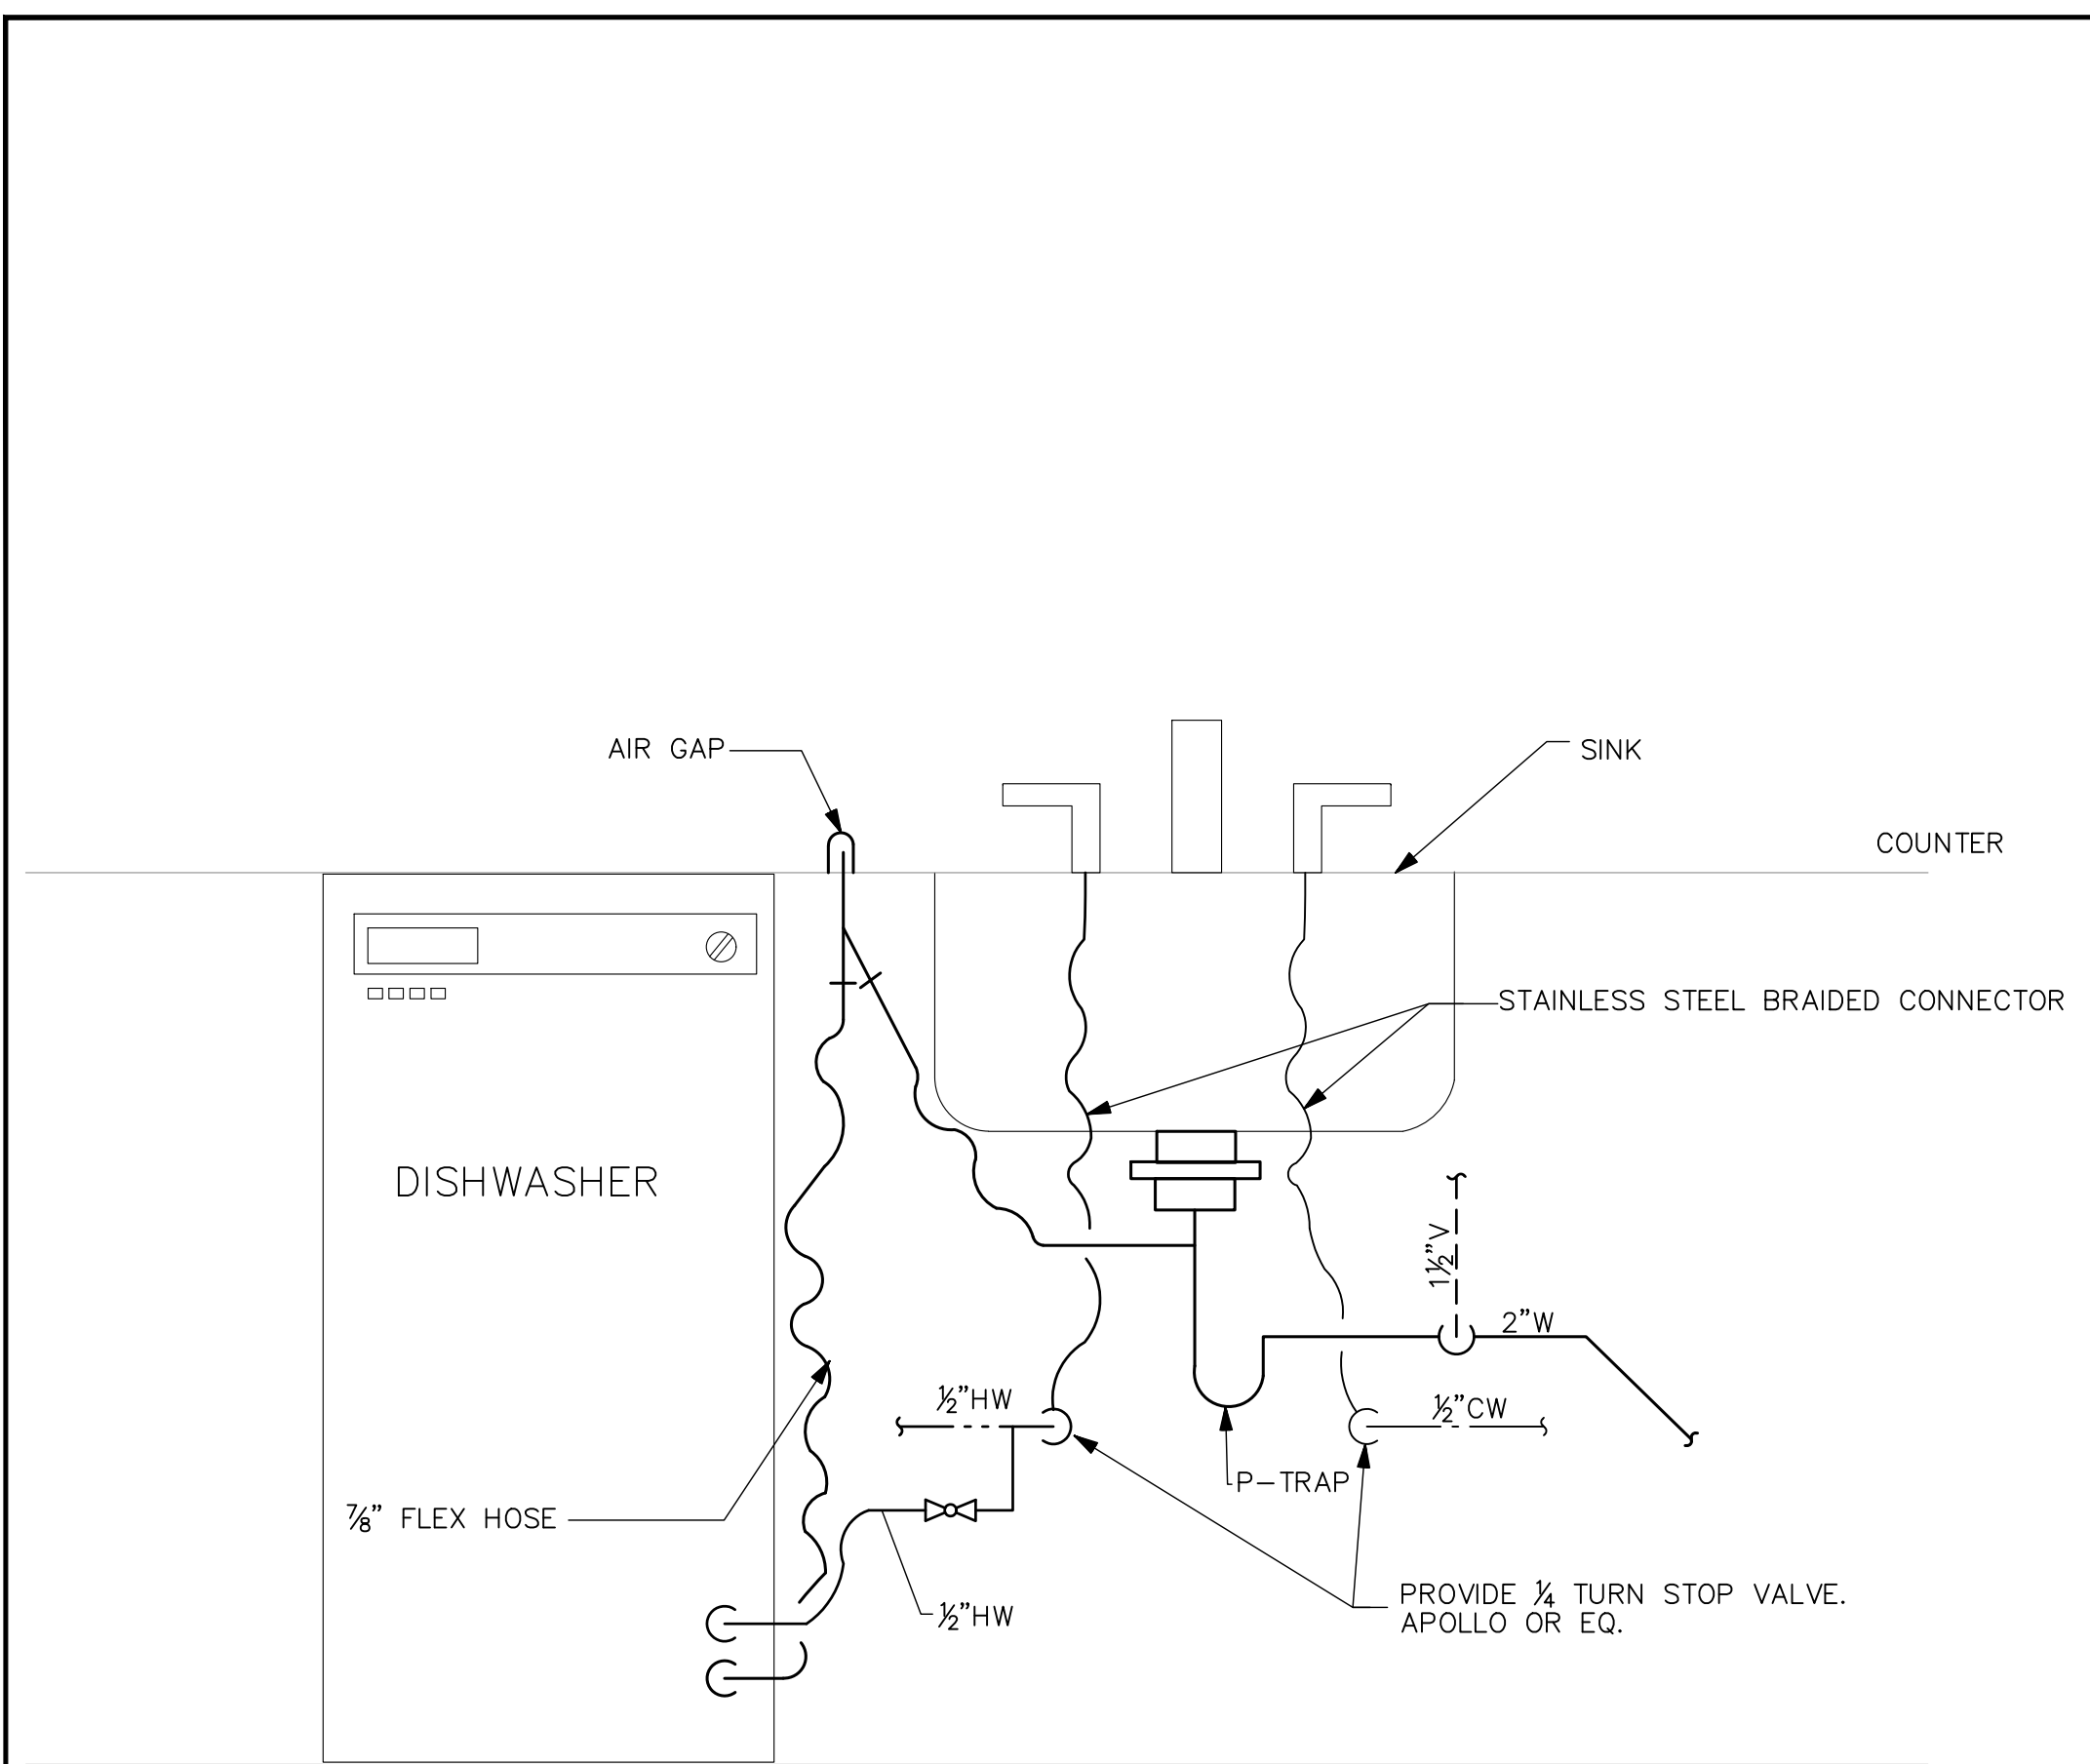 AIR GAP
SINK
COUNTER
STAINLESS STEEL BRAIDED CONNECTOR
DISHWASHER
1½"V
2"W
½"HW
½"CW
P-TRAP
⅞" FLEX HOSE
½"HW
PROVIDE ¼ TURN STOP VALVE.
APOLLO OR EQ.